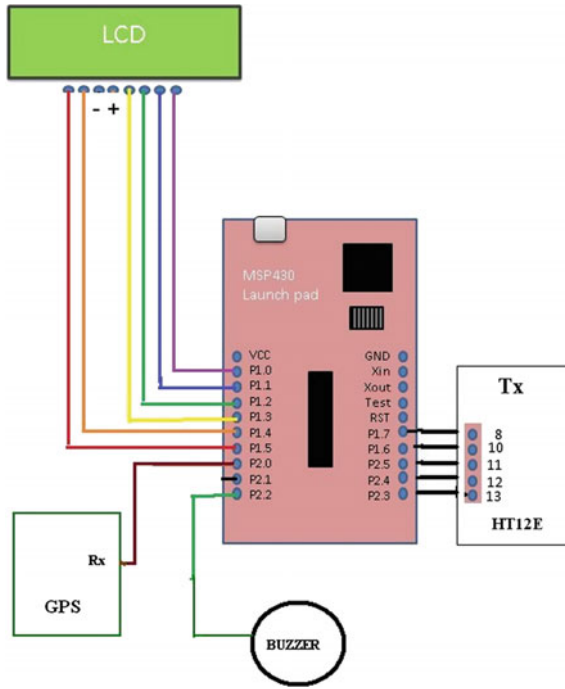 LCD
- +
MSP430
Launch pad
VCC
P1.0
P1.1
P1.2
P1.3
P1.4
P1.5
P2.0
P2.1
P2.2
GND
Xin
Xout
Test
RST
P1.7
P1.6
P2.5
P2.4
P2.3
Tx
8
10
11
12
13
HT12E
Rx
GPS
BUZZER